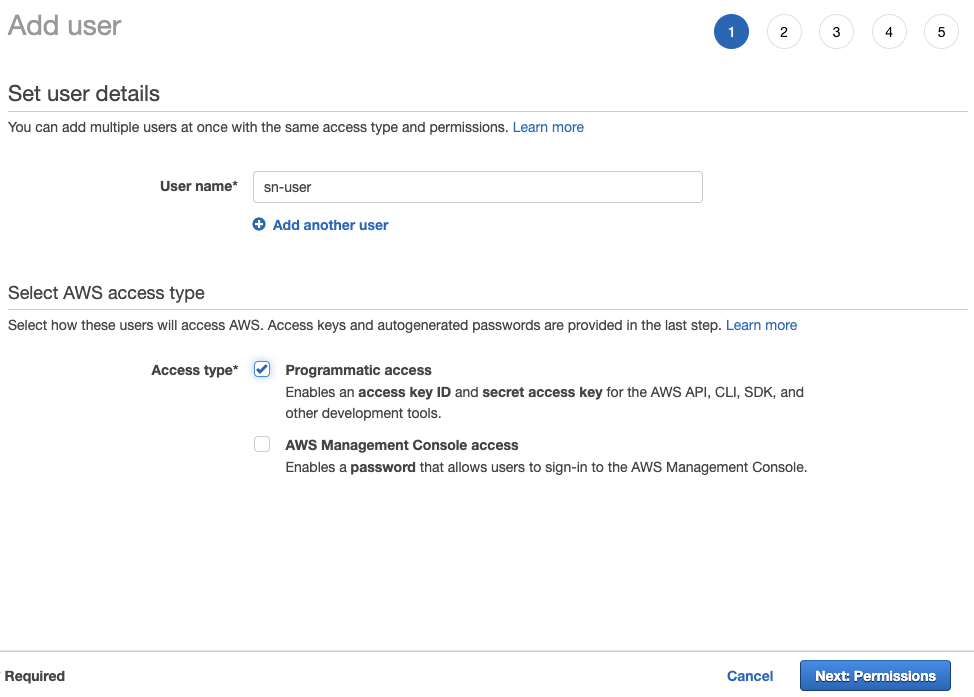 Add user
1 2 3 4 5
Set user details
You can add multiple users at once with the same access type and permissions. Learn more
User name* sn-user
Add another user
Select AWS access type
Select how these users will access AWS. Access keys and autogenerated passwords are provided in the last step. Learn more
Access type* Programmatic access
Enables an access key ID and secret access key for the AWS API, CLI, SDK, and
other development tools.
AWS Management Console access
Enables a password that allows users to sign-in to the AWS Management Console.
Required Cancel Next: Permissions